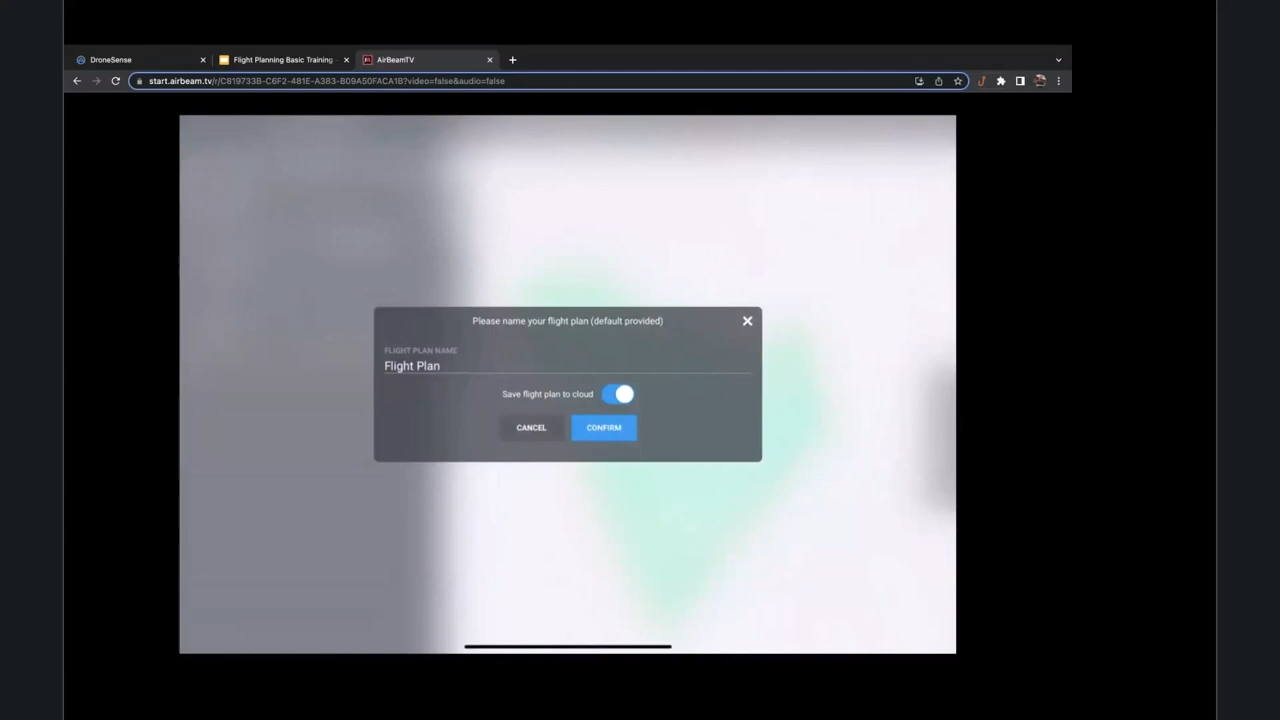 DroneSense
Flight Planning Basic Training
AirBeamTV
start.airbeam.tv/r/C819733B-C6F2-481E-A383-B09A50FACA1B?video=false&audio=false
Please name your flight plan (default provided)
FLIGHT PLAN NAME
Flight Plan
Save flight plan to cloud
CANCEL
CONFIRM